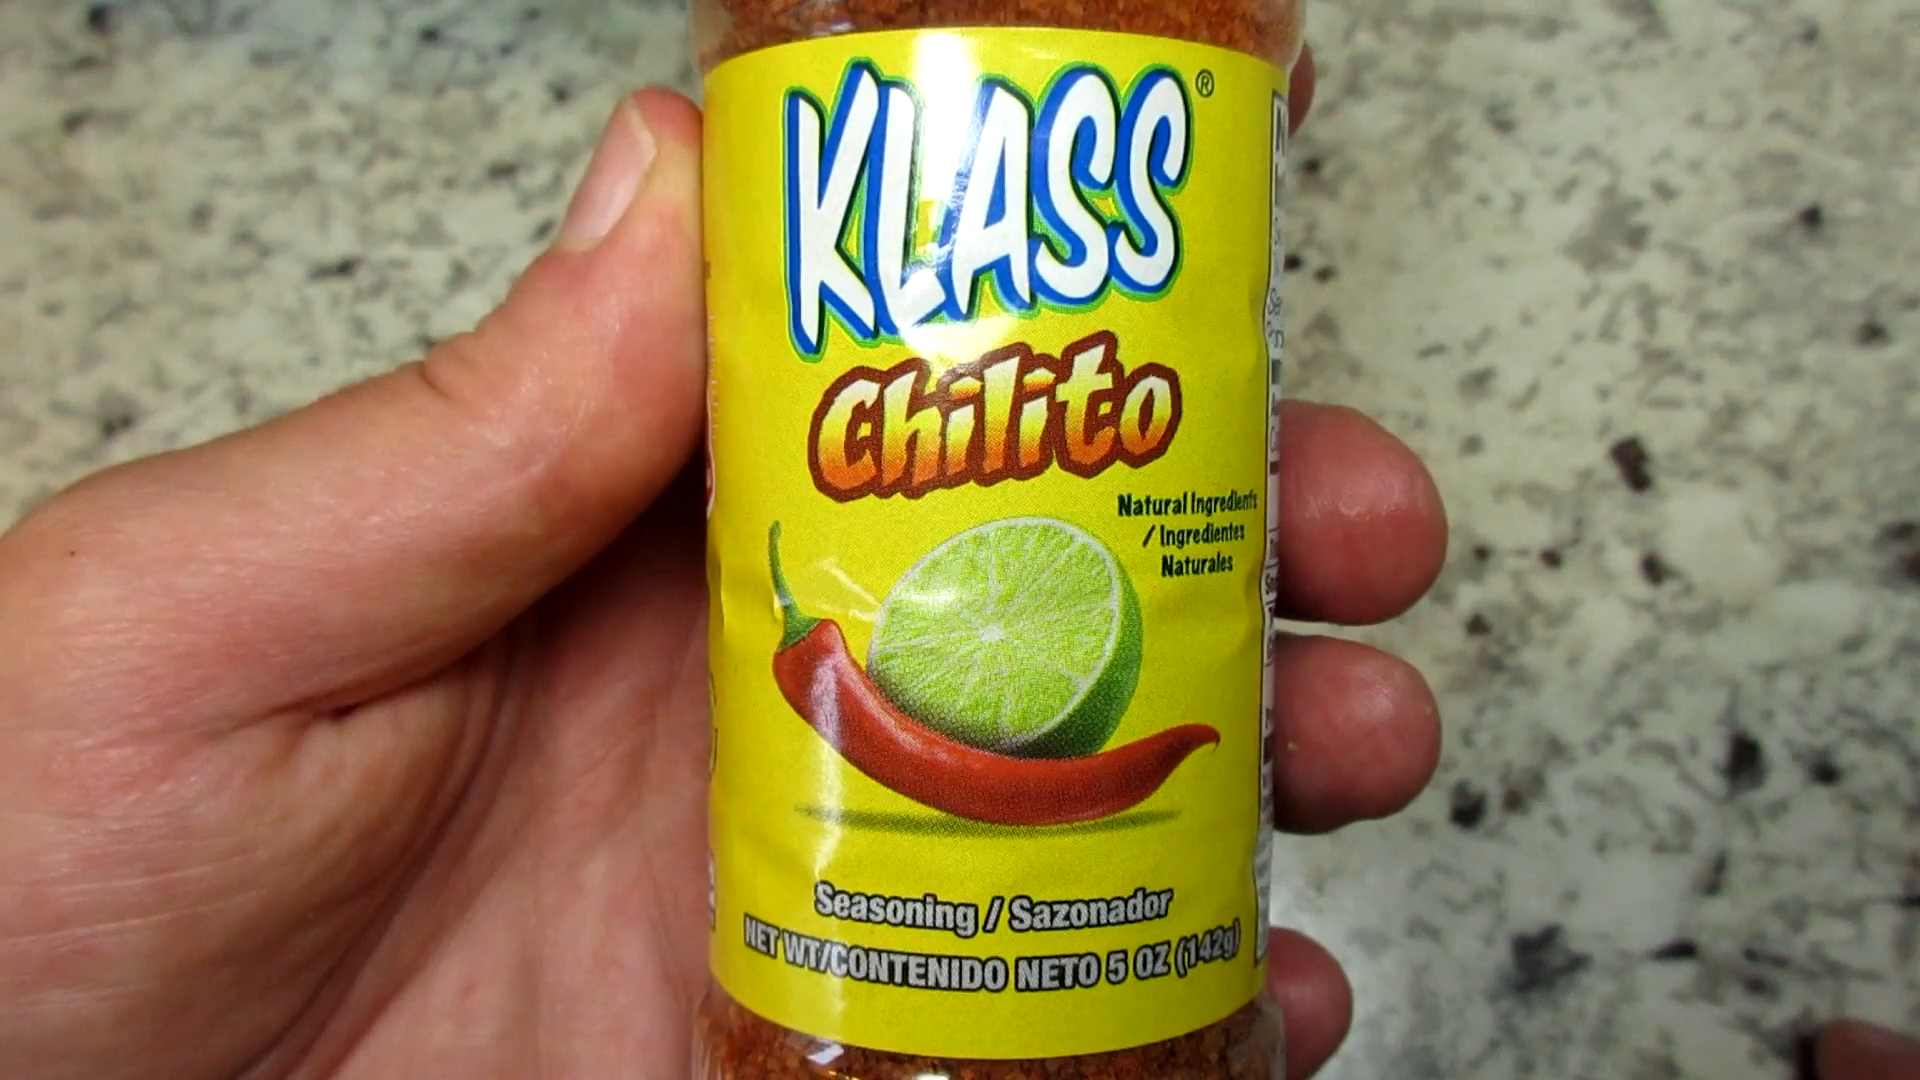 KLASS®
Chilito
Natural Ingredients
/ Ingredientes
Naturales
Seasoning / Sazonador
NET WT/CONTENIDO NETO 5 OZ (142g)